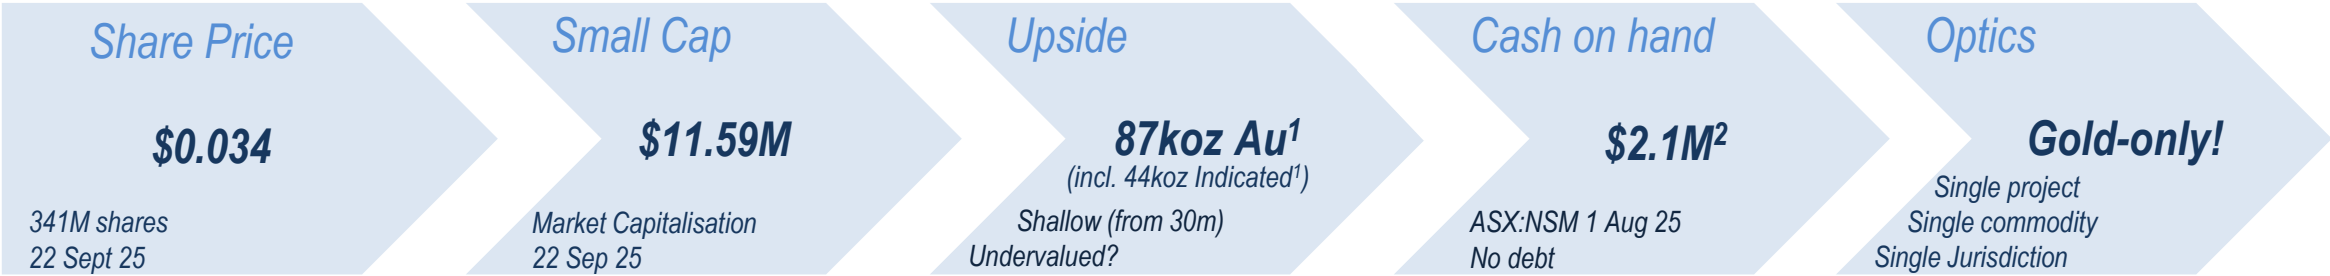 Share Price
$0.034
341M shares
22 Sept 25
Small Cap
$11.59M
Market Capitalisation
22 Sep 25
Upside
87koz Au¹
(incl. 44koz Indicated¹)
Shallow (from 30m)
Undervalued?
Cash on hand
$2.1M²
ASX:NSM 1 Aug 25
No debt
Optics
Gold-only!
Single project
Single commodity
Single Jurisdiction